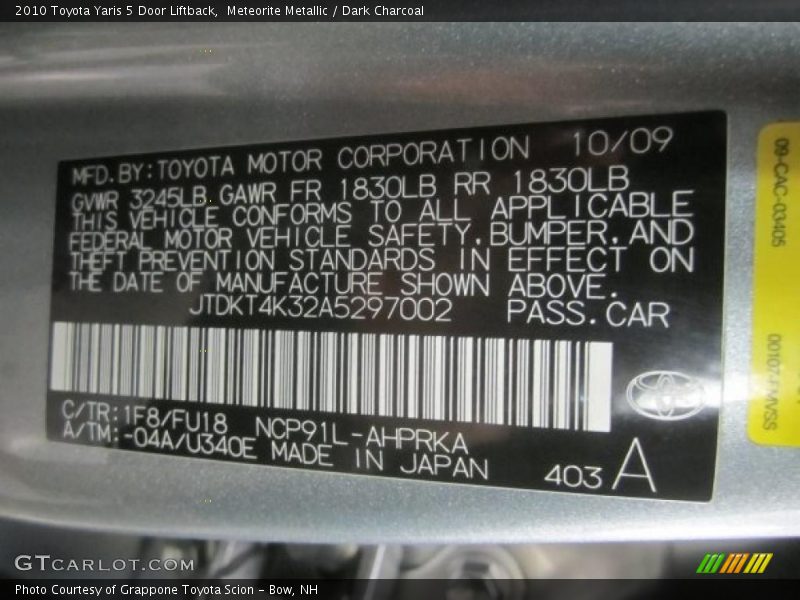 2010 Toyota Yaris 5 Door Liftback,  Meteorite Metallic / Dark Charcoal
MFD.BY:TOYOTA MOTOR CORPORATION 10/09
GVWR 3245LB GAWR FR 1830LB RR 1830LB
THIS VEHICLE CONFORMS TO ALL APPLICABLE
FEDERAL MOTOR VEHICLE SAFETY.BUMPER.AND
THEFT PREVENTION STANDARDS IN EFFECT ON
THE DATE OF MANUFACTURE SHOWN ABOVE.
JTDKT4K32A5297002 PASS.CAR
C/TR:1F8/FU18 NCP91L-AHPRKA
A/TM:-04A/U340E MADE IN JAPAN
403 A
09-CAC-03405
00107-FMVSS
GTCARLOT.COM
Photo Courtesy of Grappone Toyota Scion - Bow, NH